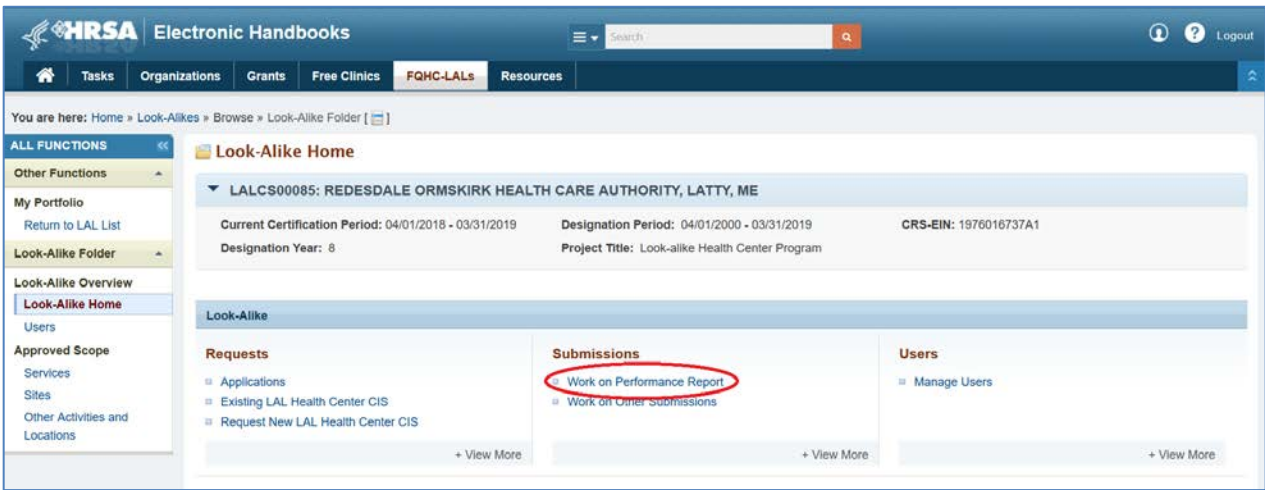 HRSA Electronic Handbooks Search Logout
Tasks Organizations Grants Free Clinics FQHC-LALs Resources
You are here: Home » Look-Alikes » Browse » Look-Alike Folder [ ]
ALL FUNCTIONS
Other Functions
My Portfolio
Return to LAL List
Look-Alike Folder
Look-Alike Overview
Look-Alike Home
Users
Approved Scope
Services
Sites
Other Activities and
Locations
Look-Alike Home
LALCS00085: REDESDALE ORMSKIRK HEALTH CARE AUTHORITY, LATTY, ME
Current Certification Period: 04/01/2018 - 03/31/2019 Designation Period: 04/01/2000 - 03/31/2019 CRS-EIN: 1976016737A1
Designation Year: 8 Project Title: Look-alike Health Center Program
Look-Alike
Requests
Applications
Existing LAL Health Center CIS
Request New LAL Health Center CIS
+ View More
Submissions
Work on Performance Report
Work on Other Submissions
+ View More
Users
Manage Users
+ View More